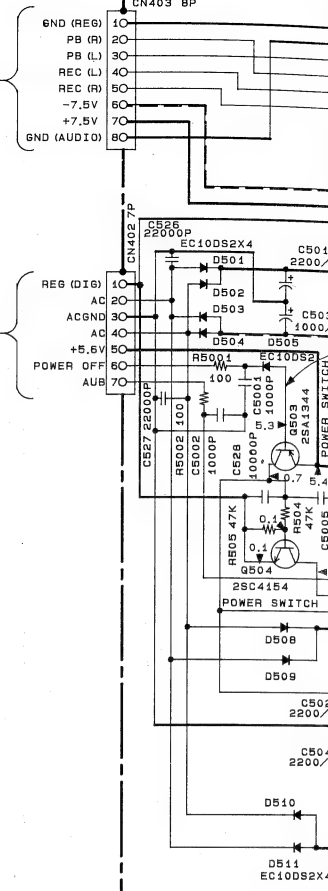 CN403 8P
GND (REG) 1
PB (R) 2
PB (L) 3
REC (L) 4
REC (R) 5
-7.5V 6
+7.5V 7
GND (AUDIO) 8
CN402 7P
C526
22000P
EC10DS2X4
D501
C501
2200/
REG (DIG) 1
AC 2
D502
ACGND 3
D503
C503
1000/
AC 4
D504
D505
+5.6V 5
R5001
EC10DS2
POWER OFF 6
100
AUB 7
C527 22000P
R5002 100
C5002 1000P
C5001 1000P
C528 10000P
5.3
Q503
2SA1344
POWER SWITCH
0.7
5.4
R505 47K
0.1
R504
47K
C5005
0.1
Q504
2SC4154
POWER SWITCH
D508
D509
C502
2200/
C504
2200/
D510
D511
EC10DS2X4